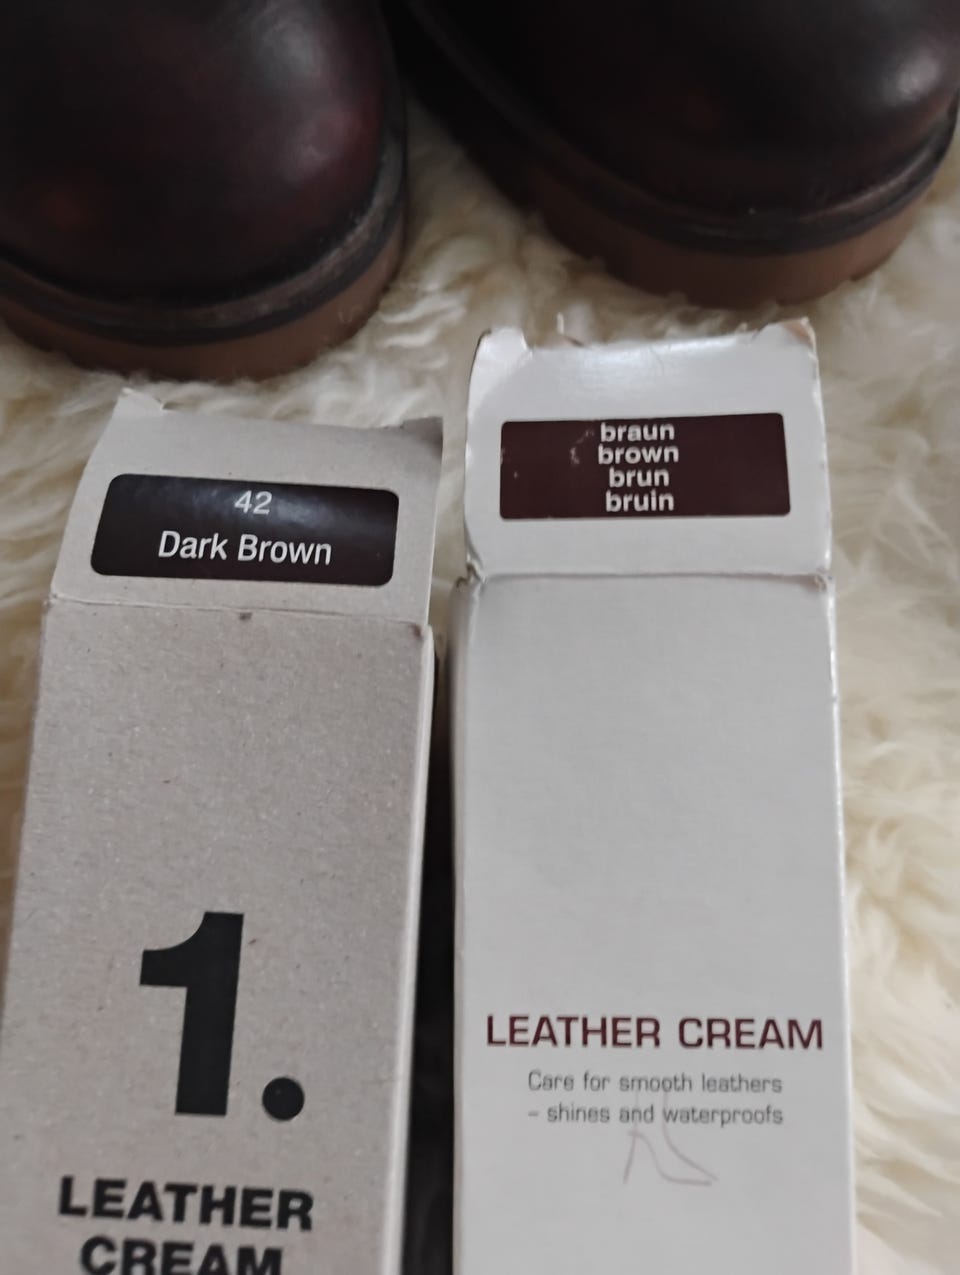 42
Dark Brown
1.
LEATHER
CREAM
braun
brown
brun
bruin
LEATHER CREAM
Care for smooth leathers
– shines and waterproofs